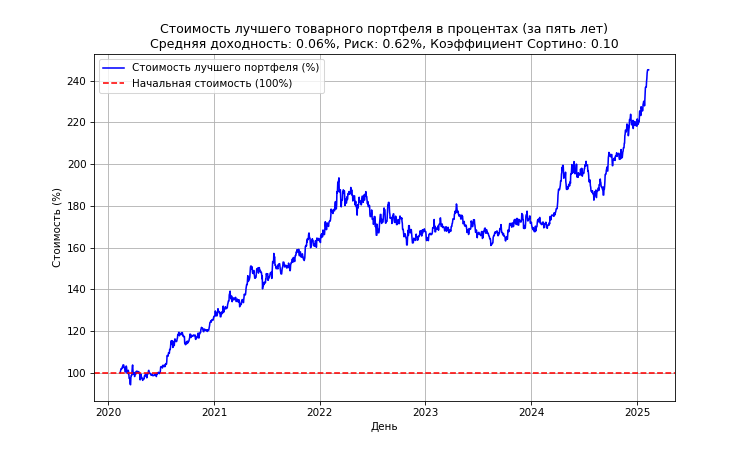 Стоимость лучшего товарного портфеля в процентах (за пять лет)
Средняя доходность: 0.06%, Риск: 0.62%, Коэффициент Сортино: 0.10
Стоимость лучшего портфеля (%)
Начальная стоимость (100%)
Стоимость (%)
240
220
200
180
160
140
120
100
2020
2021
2022
2023
2024
2025
День